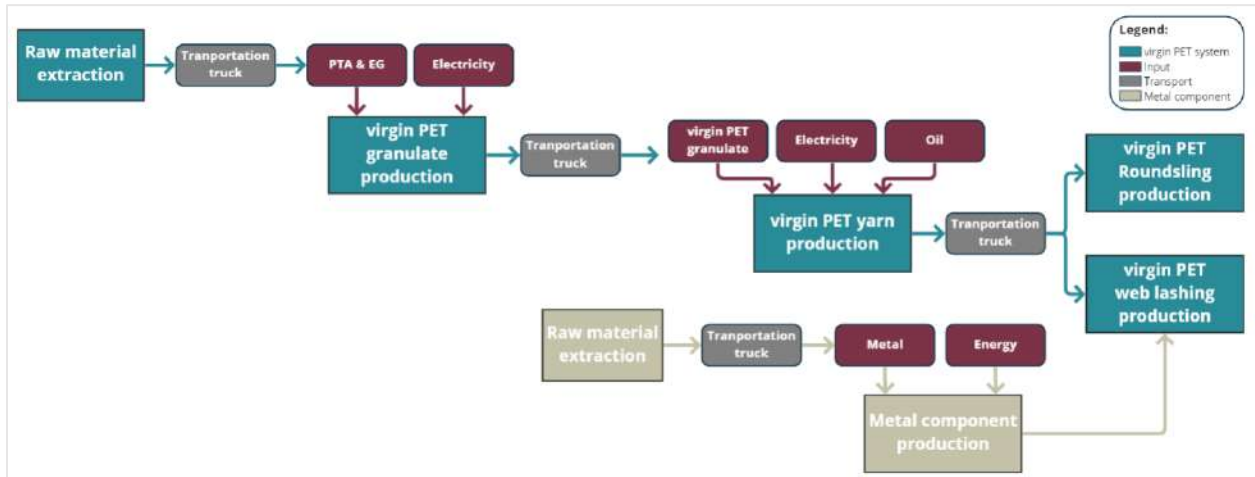 Raw material
extraction
Tranportation
truck
PTA & EG
Electricity
Legend:
virgin PET system
Input
Transport
Metal component
virgin PET
granulate
production
Tranportation
truck
virgin PET
granulate
Electricity
Oil
virgin PET
Roundsling
production
virgin PET yarn
production
Tranportation
truck
virgin PET
web lashing
production
Raw material
extraction
Tranportation
truck
Metal
Energy
Metal component
production